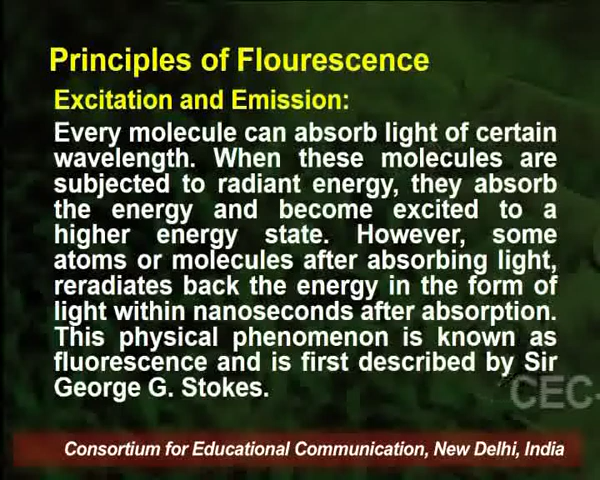 Principles of Flourescence
Excitation and Emission:
Every molecule can absorb light of certain
wavelength. When these molecules are
subjected to radiant energy, they absorb
the energy and become excited to a
higher energy state. However, some
atoms or molecules after absorbing light,
reradiates back the energy in the form of
light within nanoseconds after absorption.
This physical phenomenon is known as
fluorescence and is first described by Sir
George G. Stokes.
CEC-
Consortium for Educational Communication, New Delhi, India